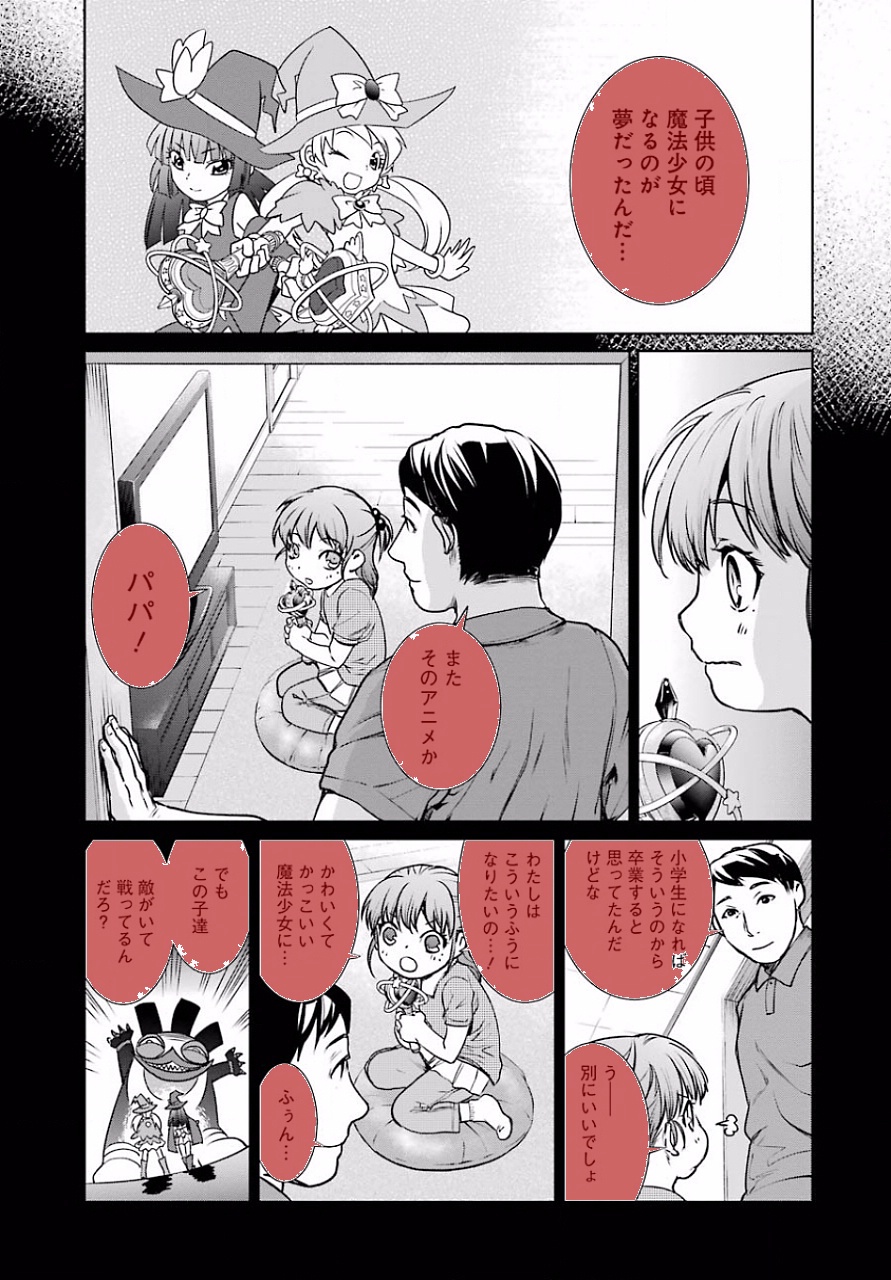 子供の頃
魔法少女に
なるのが
夢だったんだ…
また
そのアニメか
パパ！
小学生になれば
そういうのから
卒業すると
思ってたんだ
けどな
うー
別にいいでしょ
わたしは
こういうふうに
なりたいの…！
かわいくて
かっこいい
魔法少女に…
ふぅん…
でも
この子達
敵がいて
戦ってるん
だろ？